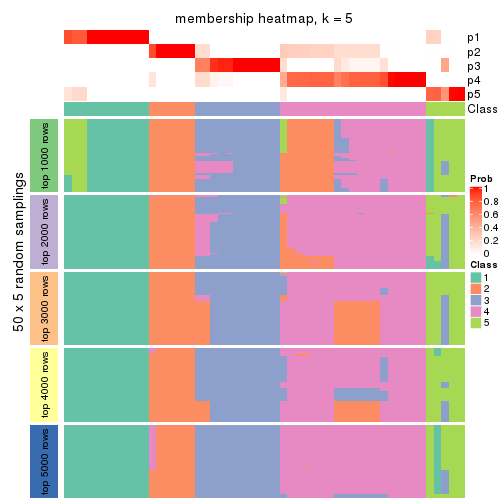 membership heatmap, k = 5
p1
p2
p3
p4
p5
Class
50 x 5 random samplings
top 1000 rows
top 2000 rows
top 3000 rows
top 4000 rows
top 5000 rows
Prob
1
0.8
0.6
0.4
0.2
0
Class
1
2
3
4
5